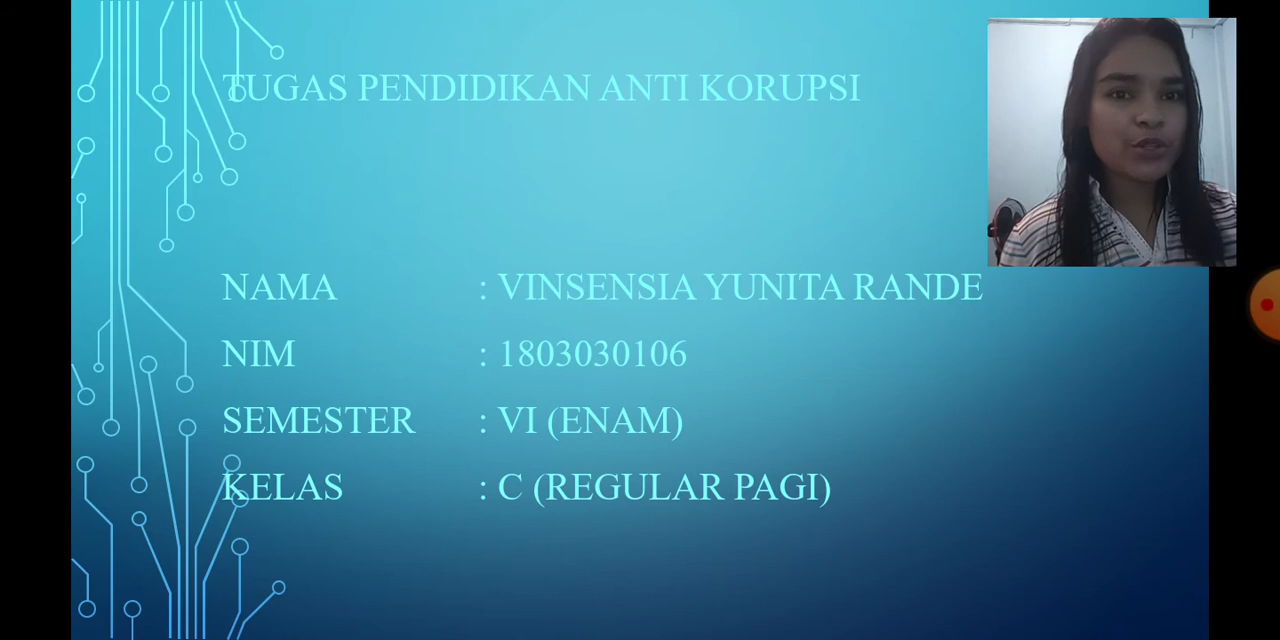 TUGAS PENDIDIKAN ANTI KORUPSI
NAMA : VINSENSIA YUNITA RANDE
NIM : 1803030106
SEMESTER : VI (ENAM)
KELAS : C (REGULAR PAGI)